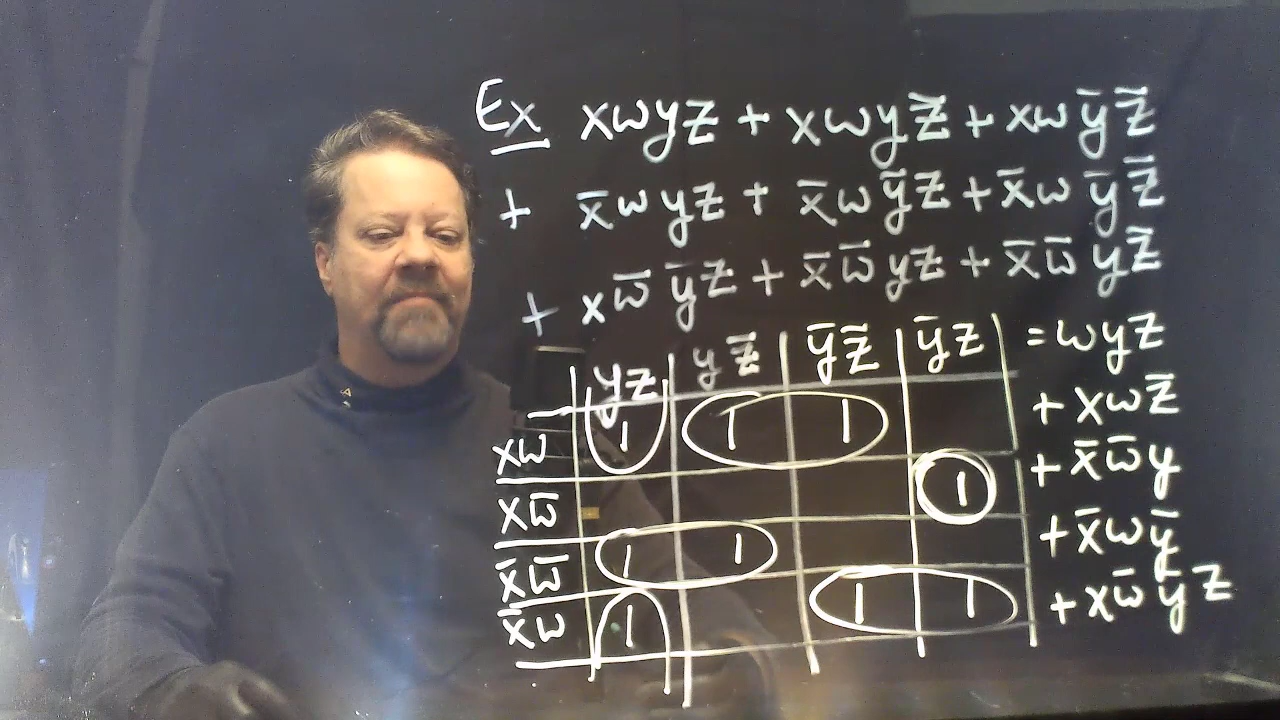 Ex xwyz + xwyz̄ + xwȳz̄
+ x̄wyz + x̄wȳz + x̄wȳz̄
+ xw̄ȳz + x̄w̄yz + x̄w̄yz̄
yz yz̄ ȳz̄ ȳz
xw 1 1 1
xw̄ 1
x̄w̄ 1 1
x̄w 1 1 1
= wyz
+ xwz̄
+ x̄w̄y
+ x̄wȳ
+ xw̄ȳz